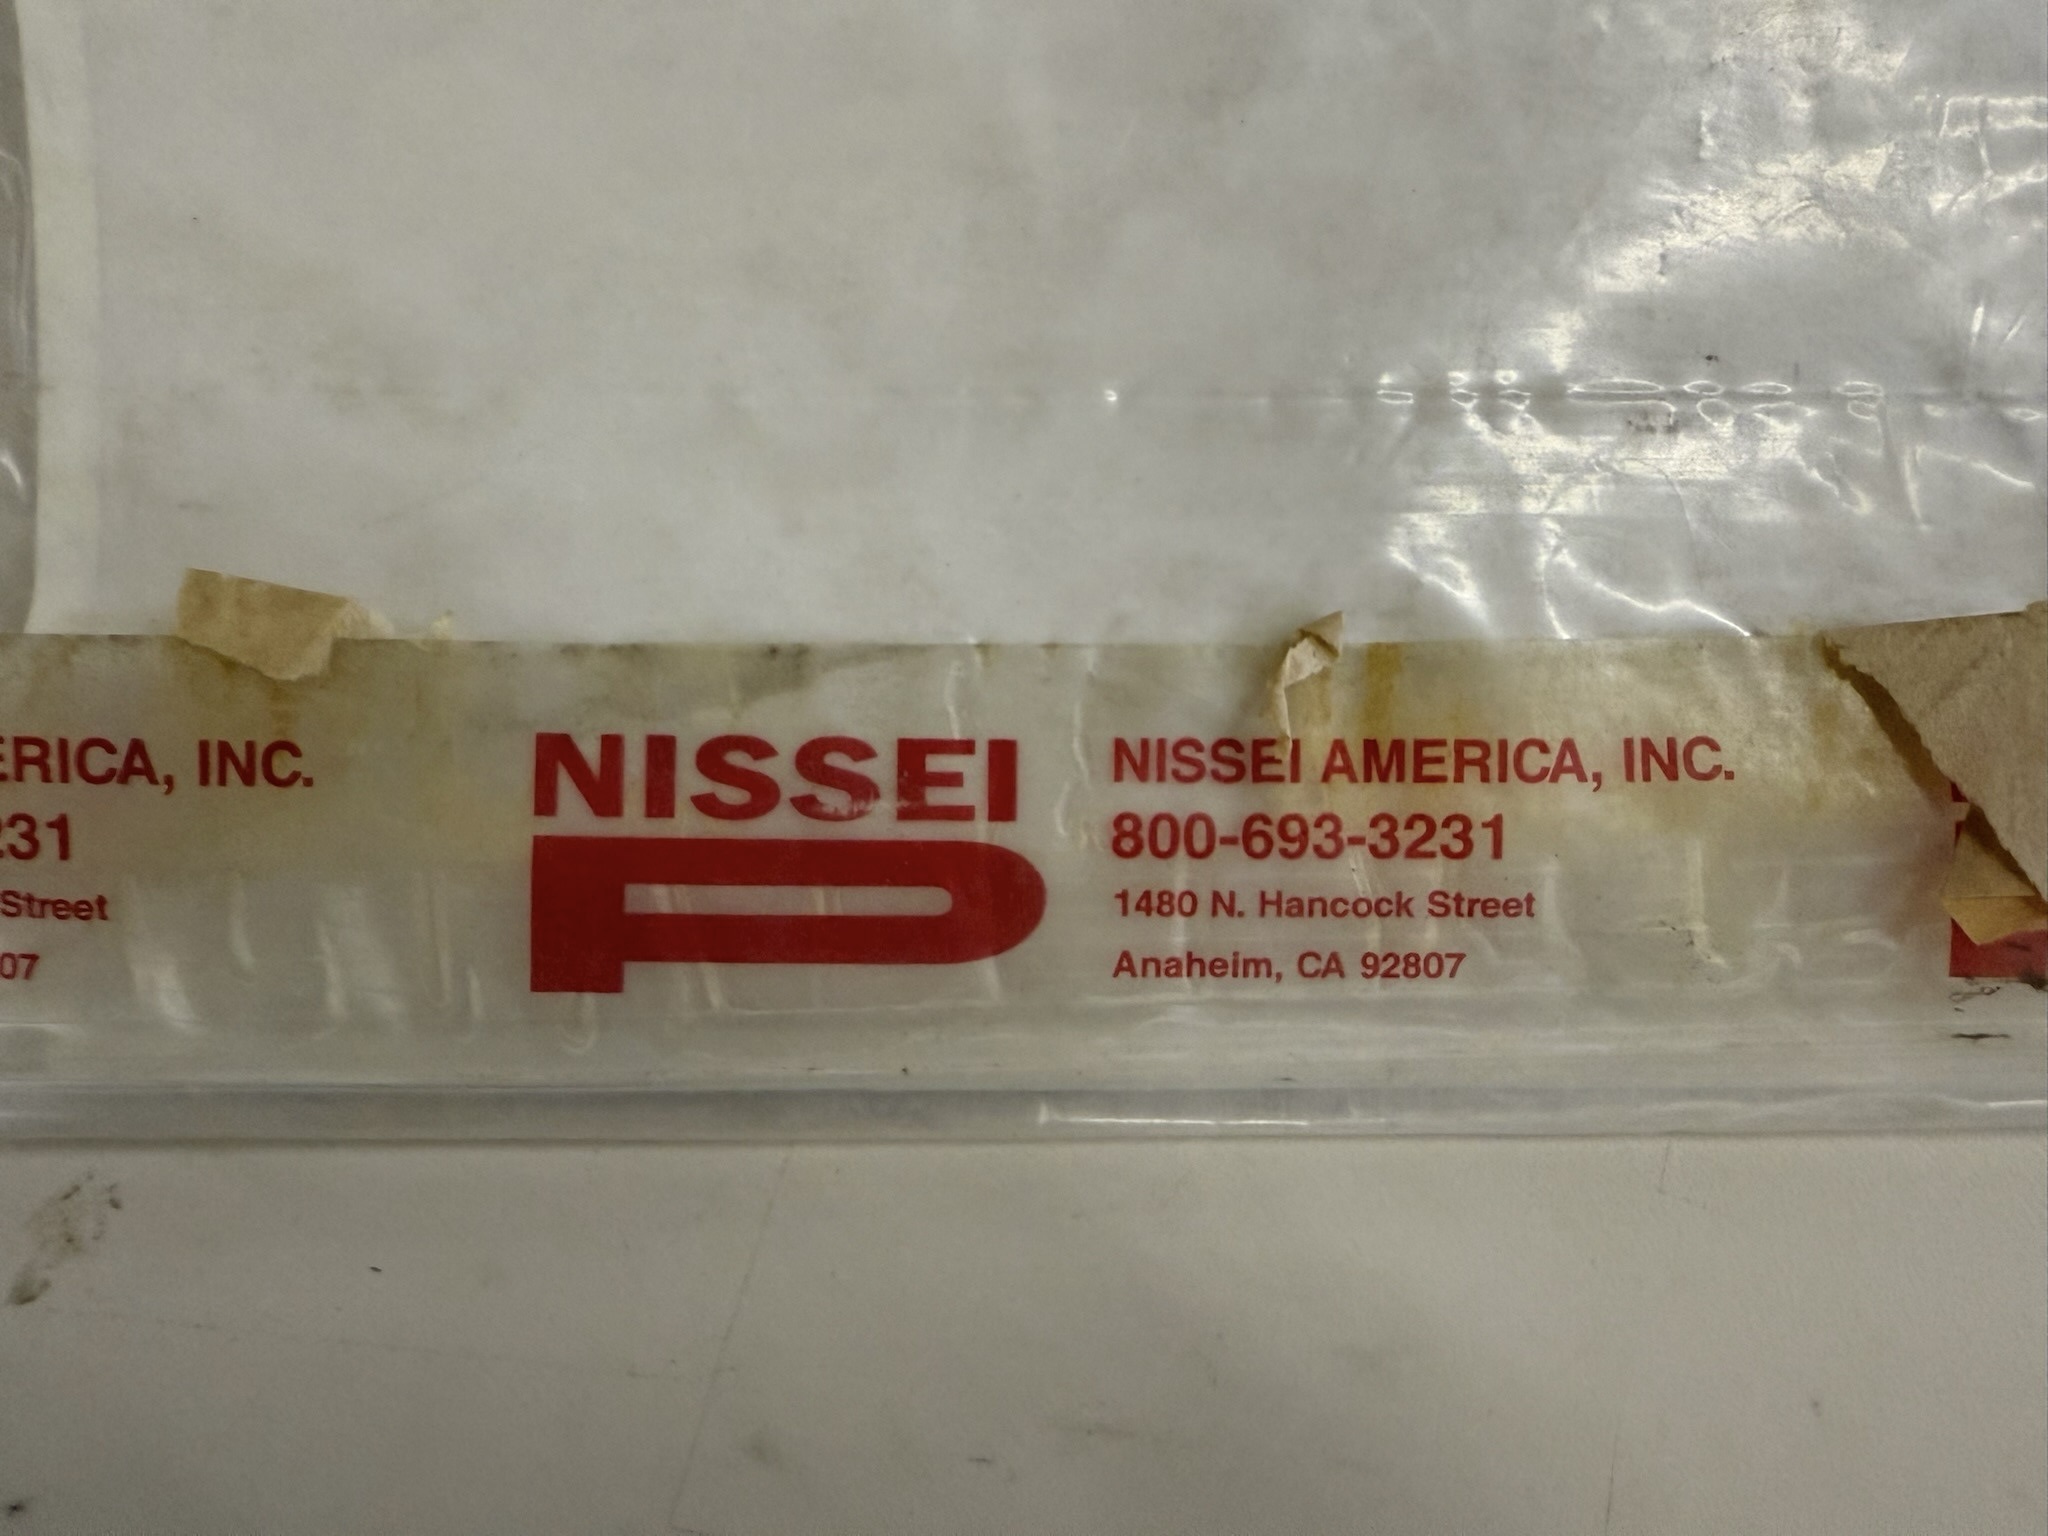 ERICA, INC.
231
Street
07
NISSEI
NISSEI AMERICA, INC.
800-693-3231
1480 N. Hancock Street
Anaheim, CA 92807